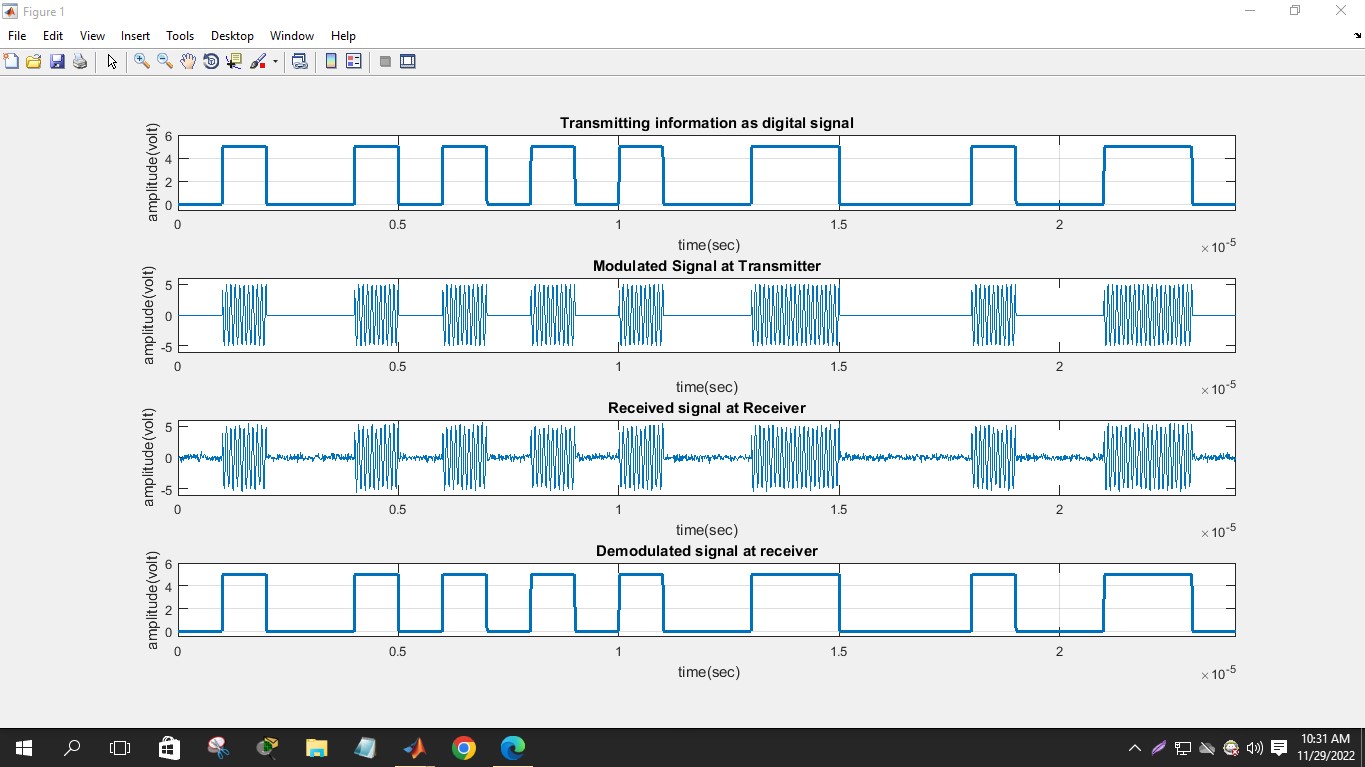 Figure 1
File Edit View Insert Tools Desktop Window Help
Transmitting information as digital signal
amplitude(volt)
6
4
2
0
0 0.5 1 1.5 2
time(sec)
×10-5
Modulated Signal at Transmitter
amplitude(volt)
5
0
-5
0 0.5 1 1.5 2
time(sec)
×10-5
Received signal at Receiver
amplitude(volt)
5
0
-5
0 0.5 1 1.5 2
time(sec)
×10-5
Demodulated signal at receiver
amplitude(volt)
6
4
2
0
0 0.5 1 1.5 2
time(sec)
×10-5
10:31 AM
11/29/2022